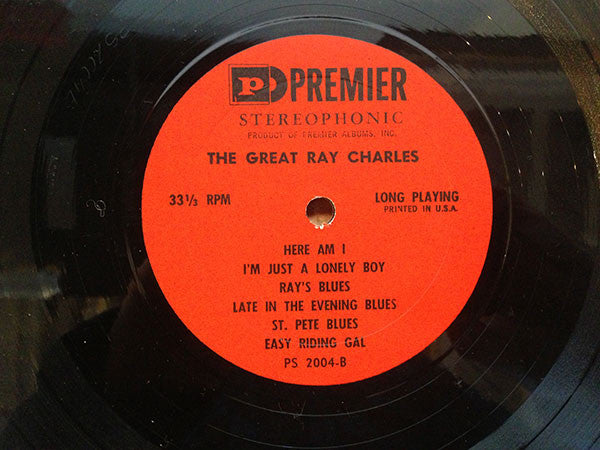 P PREMIER
STEREOPHONIC
PRODUCT OF PREMIER ALBUMS, INC.
THE GREAT RAY CHARLES
33⅓ RPM
LONG PLAYING
PRINTED IN U.S.A.
HERE AM I
I'M JUST A LONELY BOY
RAY'S BLUES
LATE IN THE EVENING BLUES
ST. PETE BLUES
EASY RIDING GAL
PS 2004-B